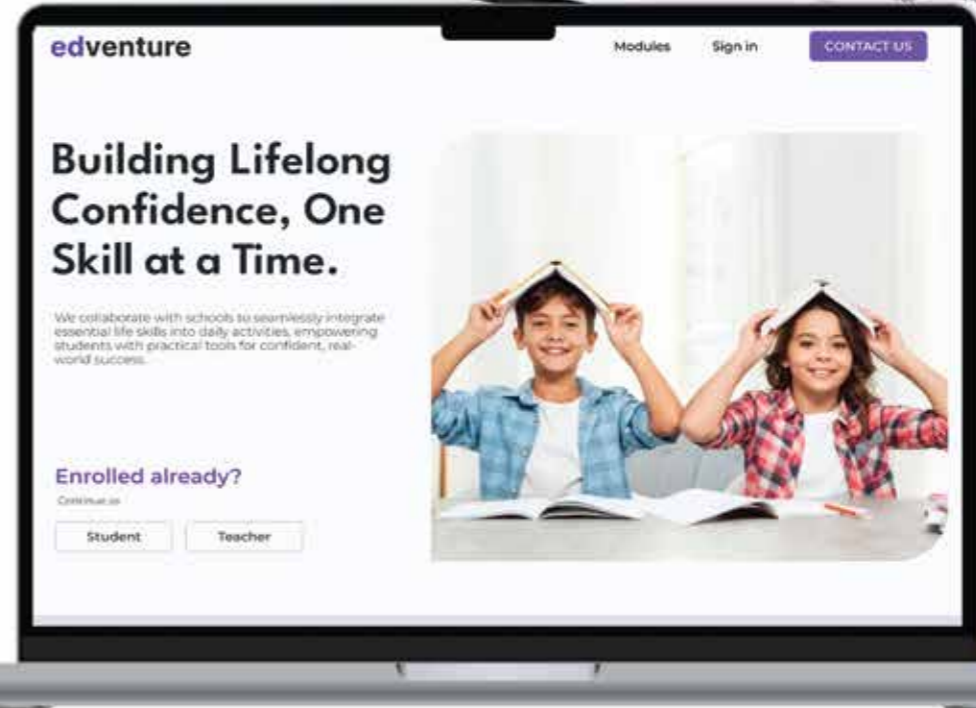 edventure
Modules
Sign in
CONTACT US
Building Lifelong
Confidence, One
Skill at a Time.
We collaborate with schools to seamlessly integrate
essential life skills into daily activities, empowering
students with practical tools for confident, real-
world success.
Enrolled already?
Continue as
Student
Teacher